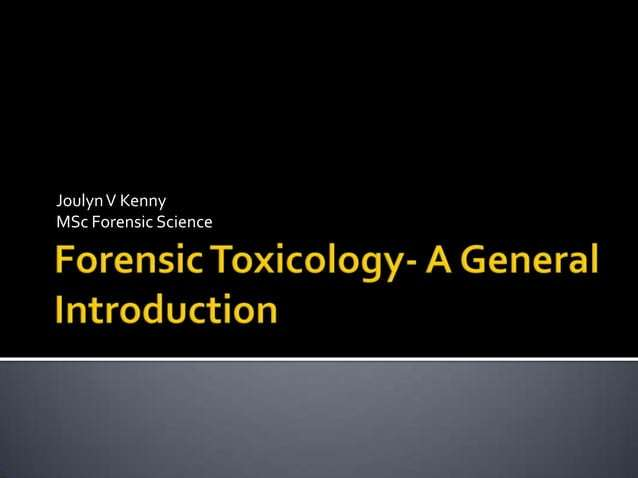 Joulyn V Kenny
MSc Forensic Science
Forensic Toxicology- A General
Introduction